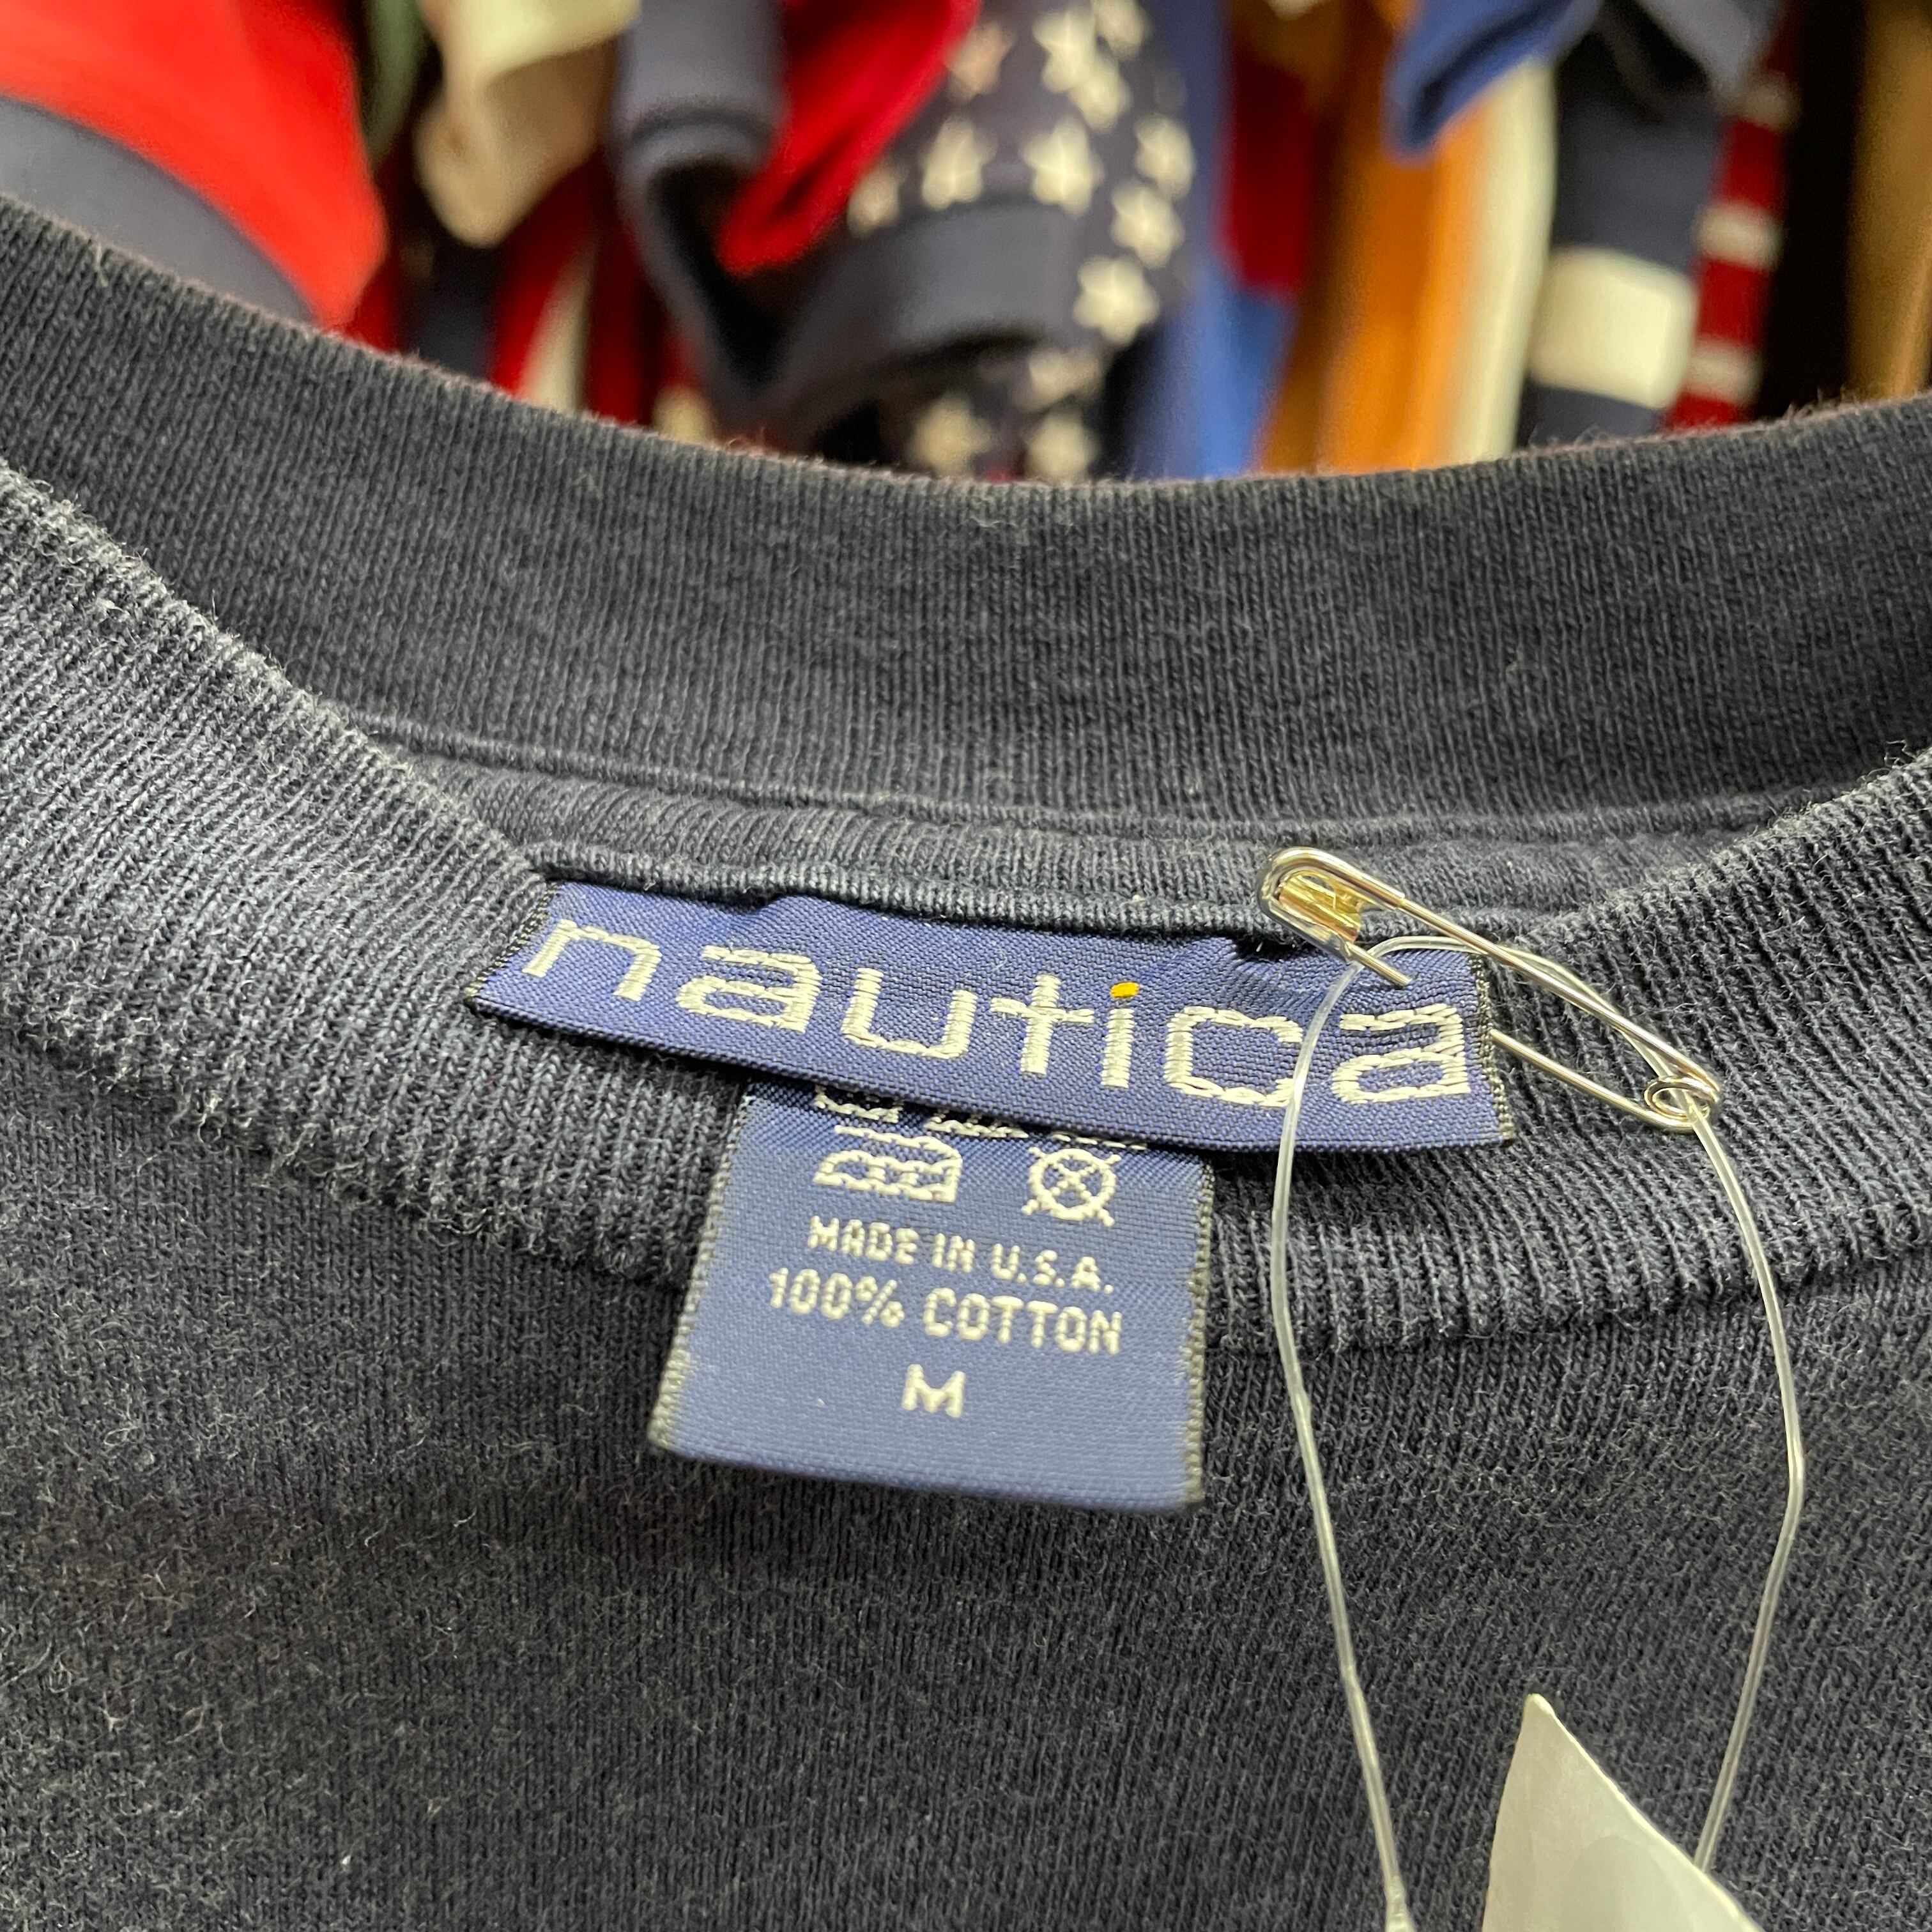 nautica
MADE IN U.S.A.
100% COTTON
M